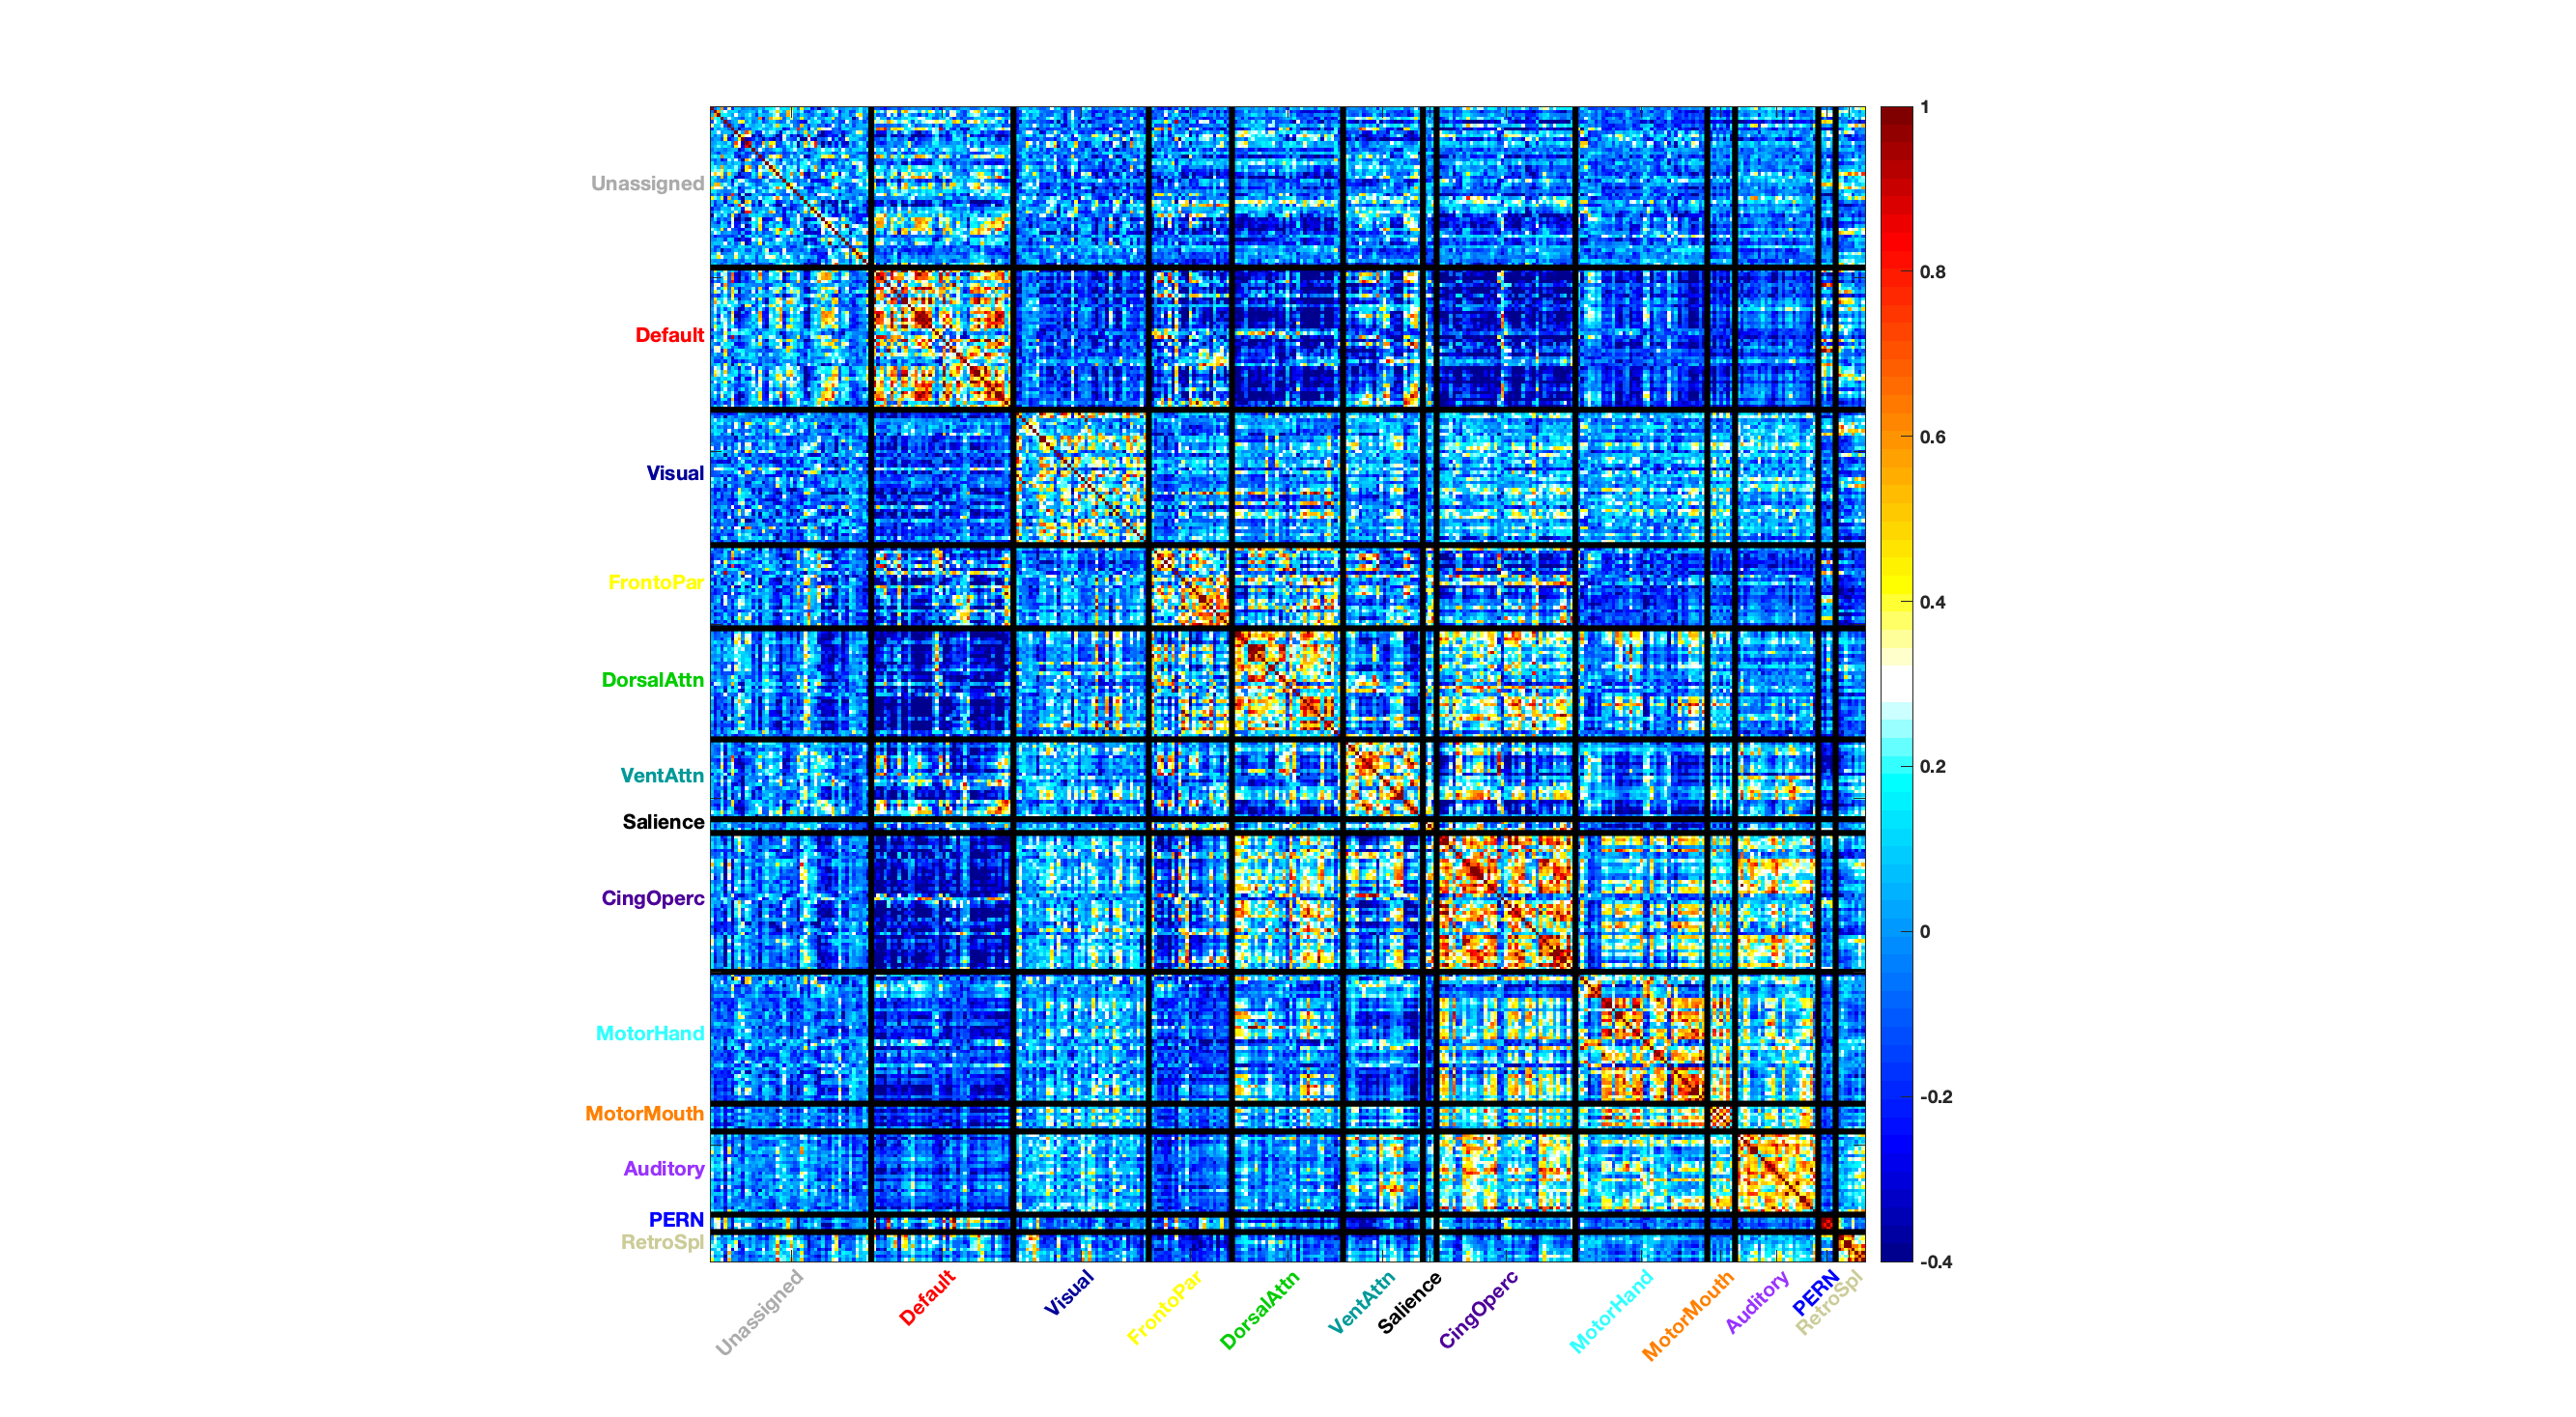 Unassigned
Default
Visual
FrontoPar
DorsalAttn
VentAttn
Salience
CingOperc
MotorHand
MotorMouth
Auditory
PERN
RetroSpl
Unassigned
Default
Visual
FrontoPar
DorsalAttn
VentAttn
Salience
CingOperc
MotorHand
MotorMouth
Auditory
PERN
RetroSpl
1
0.8
0.6
0.4
0.2
0
-0.2
-0.4